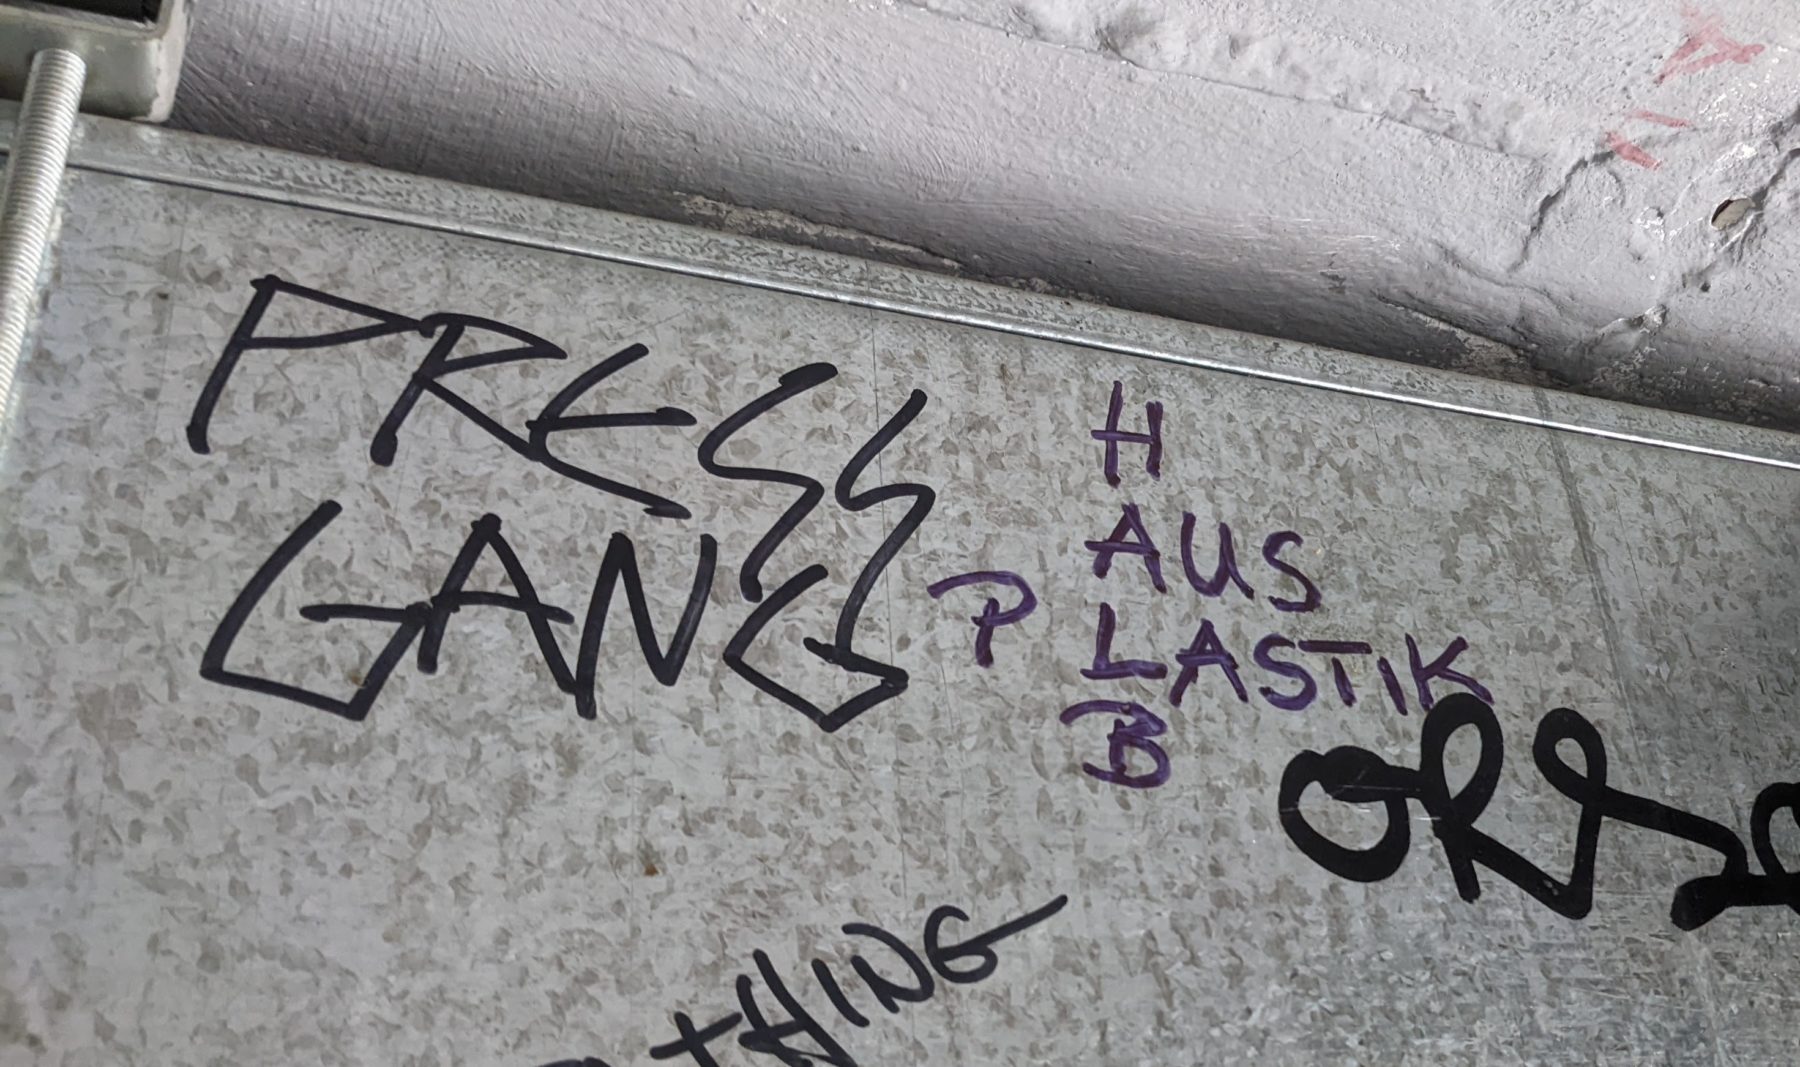 PRESS
GANG
H
AUS
P LASTIK
B
THING